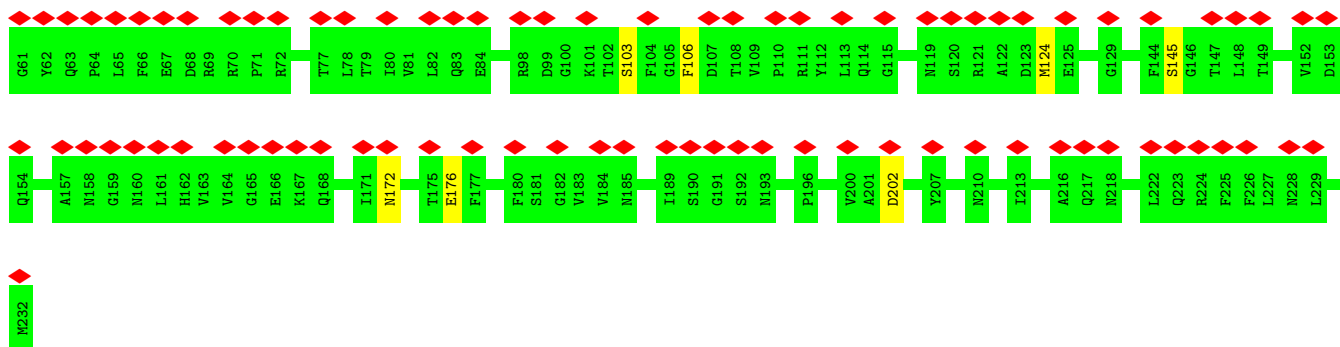 G61 Y62 Q63 P64 L65 F66 E67 D68 R69 R70 P71 R72 T77 L78 T79 I80 V81 L82 Q83 E84 R98 D99 G100 K101 T102 S103 F104 G105 F106 D107 T108 V109 P110 R111 Y112 L113 Q114 G115 N119 S120 R121 A122 D123 M124 E125 G129 F144 S145 G146 T147 L148 T149 V152 D153
Q154 A157 N158 G159 N160 L161 H162 V163 V164 G165 E166 K167 Q168 I171 N172 T175 E176 F177 F180 S181 G182 V183 V184 N185 I189 S190 G191 S192 N193 P196 V200 A201 D202 Y207 N210 I213 A216 Q217 N218 L222 Q223 R224 F225 F226 L227 N228 L229
M232